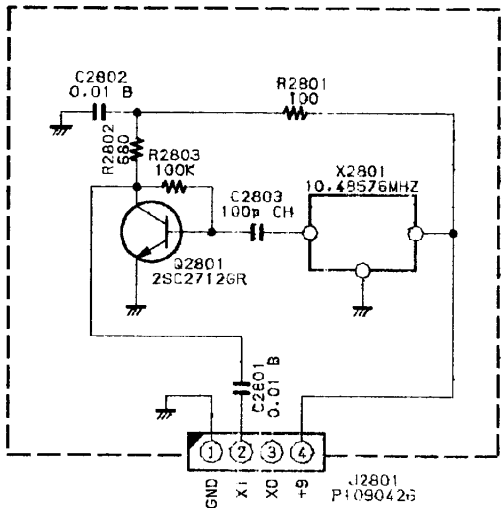 C2802
0.01 B
R2801
100
R2802
680
R2803
100K
X2801
10.48576MHZ
C2803
100p CH
Q2801
2SC2712GR
C2801
0.01 B
1 2 3 4
GND X1 XO +9
J2801
P1090426